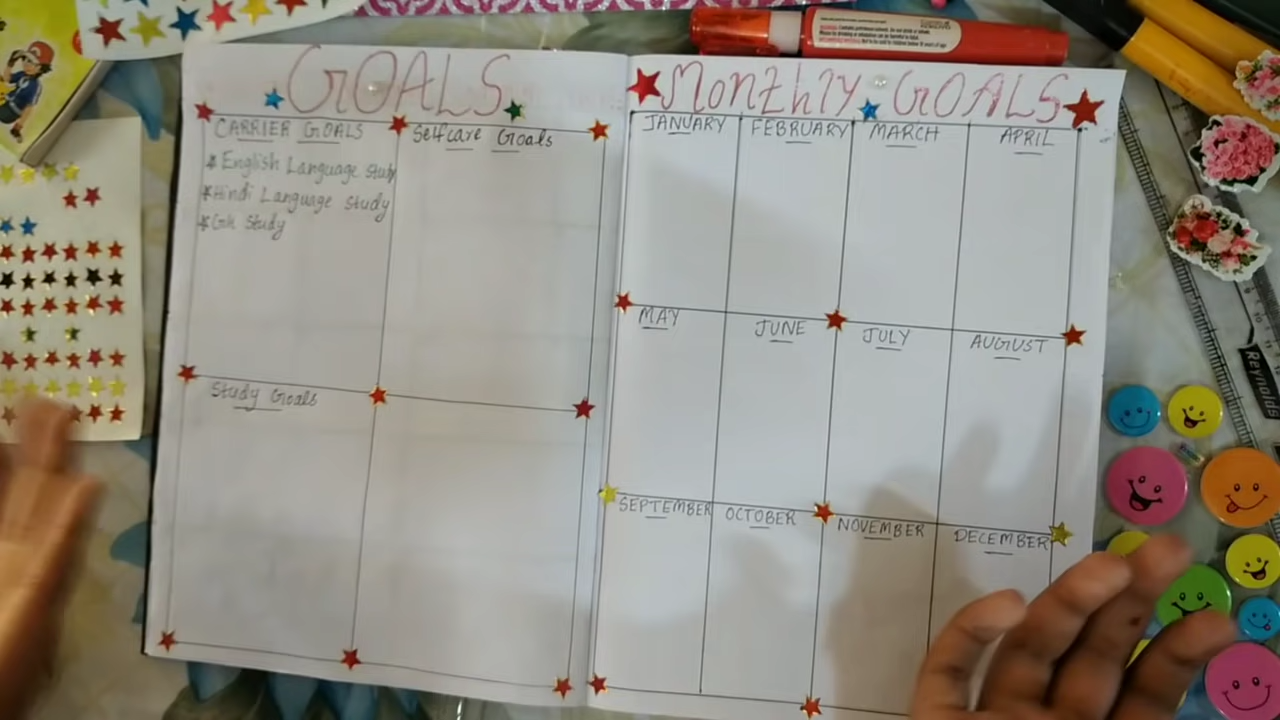 GOALS
CARRIER GOALS
* English Language study
* Hindi Language study
* GK study
Selfcare Goals
Study Goals
Monthly GOALS
JANUARY
FEBRUARY
MARCH
APRIL
MAY
JUNE
JULY
AUGUST
SEPTEMBER
OCTOBER
NOVEMBER
DECEMBER
Reynolds